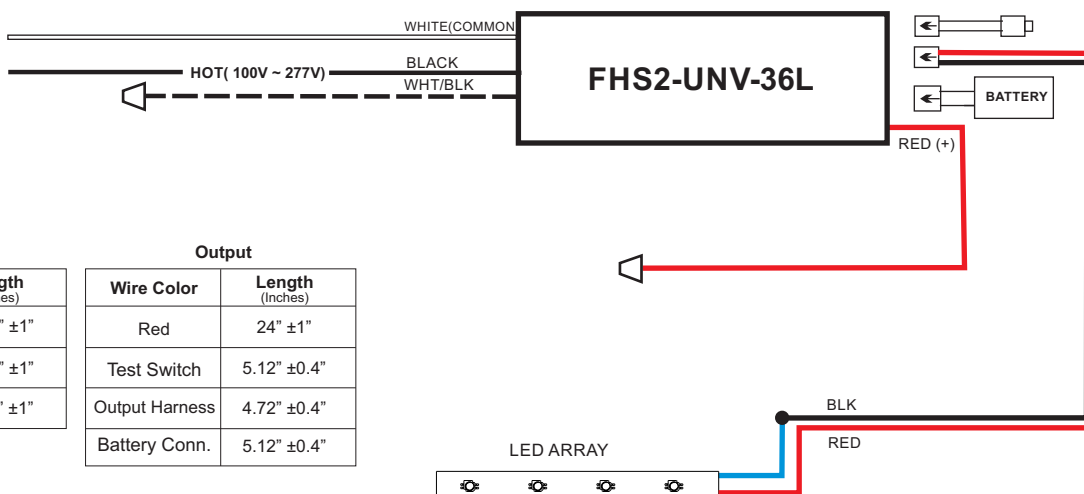 WHITE(COMMON
HOT( 100V ~ 277V)
BLACK
WHT/BLK
FHS2-UNV-36L
BATTERY
RED (+)
Output
(Inches)
Wire Color Length
Red 24” ±1”
Test Switch 5.12” ±0.4”
Output Harness 4.72” ±0.4”
Battery Conn. 5.12” ±0.4”
±1”
±1”
±1”
BLK
RED
LED ARRAY